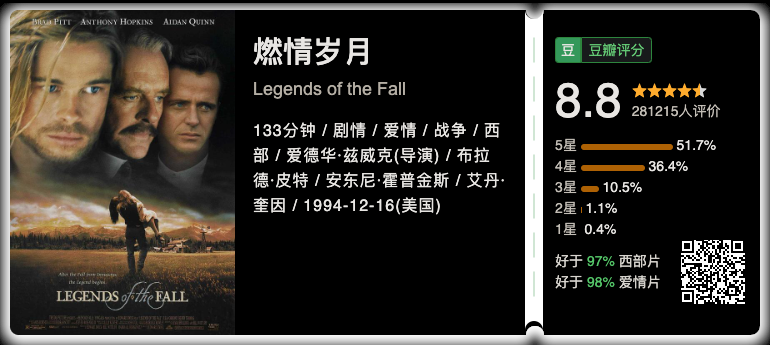 BRAD PITT ANTHONY HOPKINS AIDAN QUINN
After the Fall from Innocence
the Legend begins.
LEGENDS of the FALL
燃情岁月
Legends of the Fall
133分钟 / 剧情 / 爱情 / 战争 / 西
部 / 爱德华·兹威克(导演) / 布拉
德·皮特 / 安东尼·霍普金斯 / 艾丹·
奎因 / 1994-12-16(美国)
豆 豆瓣评分
8.8
281215人评价
5星 51.7%
4星 36.4%
3星 10.5%
2星 1.1%
1星 0.4%
好于 97% 西部片
好于 98% 爱情片